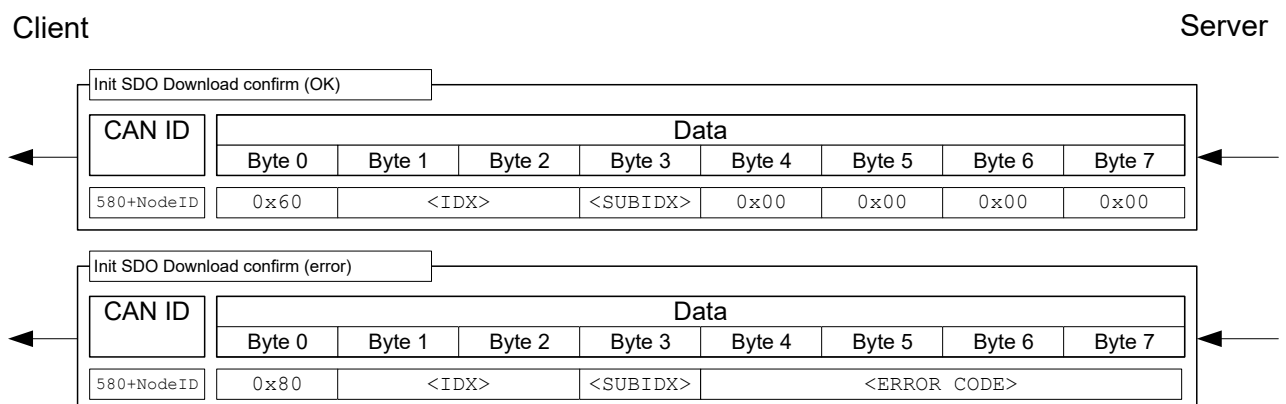 Client Server
Init SDO Download confirm (OK)
CAN ID Data
Byte 0 Byte 1 Byte 2 Byte 3 Byte 4 Byte 5 Byte 6 Byte 7
580+NodeID 0x60 <IDX> <SUBIDX> 0x00 0x00 0x00 0x00
Init SDO Download confirm (error)
CAN ID Data
Byte 0 Byte 1 Byte 2 Byte 3 Byte 4 Byte 5 Byte 6 Byte 7
580+NodeID 0x80 <IDX> <SUBIDX> <ERROR CODE>